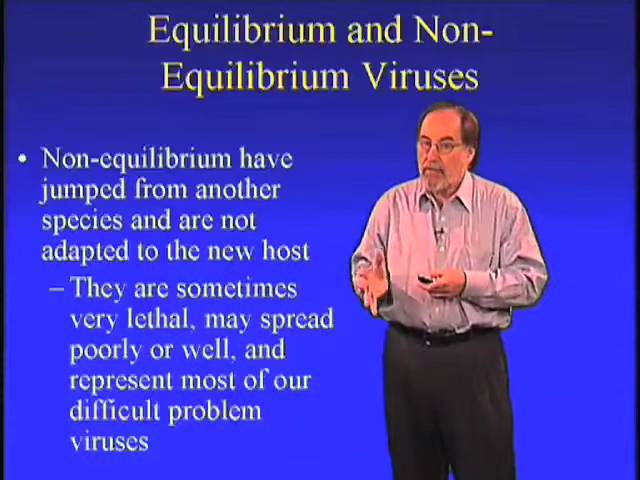 Equilibrium and Non-
Equilibrium Viruses
• Non-equilibrium have
jumped from another
species and are not
adapted to the new host
– They are sometimes
very lethal, may spread
poorly or well, and
represent most of our
difficult problem
viruses